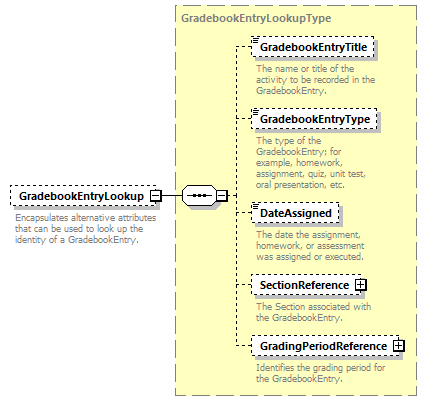 GradebookEntryLookupType
GradebookEntryTitle
The name or title of the
activity to be recorded in the
GradebookEntry.
GradebookEntryType
The type of the
GradebookEntry; for
example, homework,
assignment, quiz, unit test,
oral presentation, etc.
GradebookEntryLookup
Encapsulates alternative attributes
that can be used to look up the
identity of a GradebookEntry.
DateAssigned
The date the assignment,
homework, or assessment
was assigned or executed.
SectionReference
The Section associated with
the GradebookEntry.
GradingPeriodReference
Identifies the grading period for
the GradebookEntry.